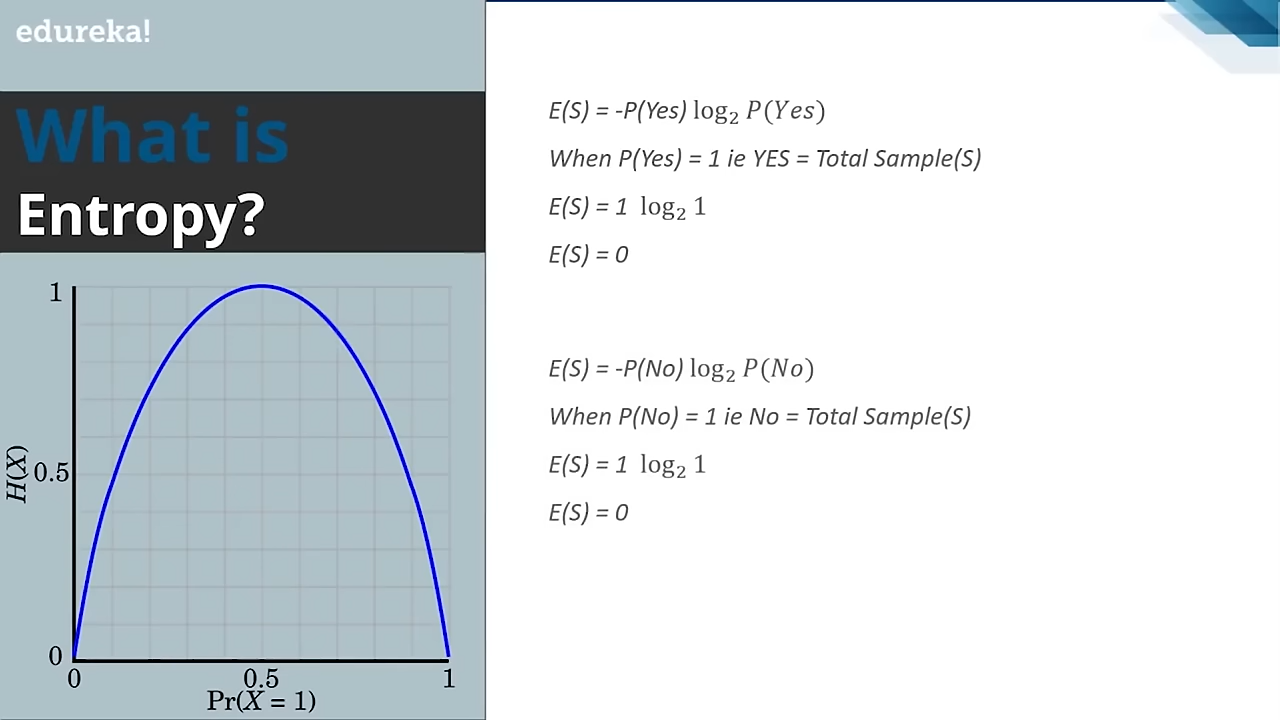 edureka!
What is
Entropy?
1
H(X)
0.5
0
0 0.5 1
Pr(X = 1)
E(S) = -P(Yes) log₂ P(Yes)
When P(Yes) = 1 ie YES = Total Sample(S)
E(S) = 1 log₂ 1
E(S) = 0
E(S) = -P(No) log₂ P(No)
When P(No) = 1 ie No = Total Sample(S)
E(S) = 1 log₂ 1
E(S) = 0